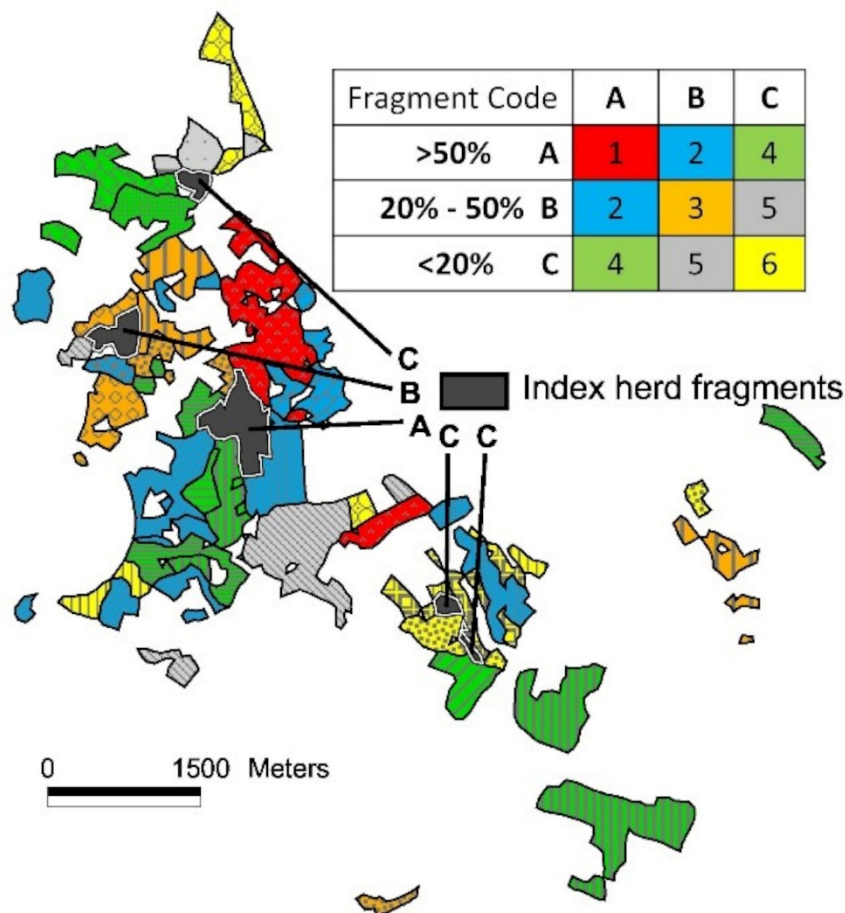 Fragment Code A B C
>50% A 1 2 4
20% - 50% B 2 3 5
<20% C 4 5 6
C
B
A
Index herd fragments
C C
0 1500 Meters